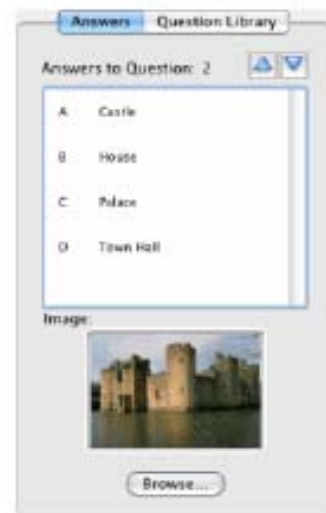 Answers Question Library
Answers to Question: 2
A Castle
B House
C Palace
D Town Hall
Image:
Browse...